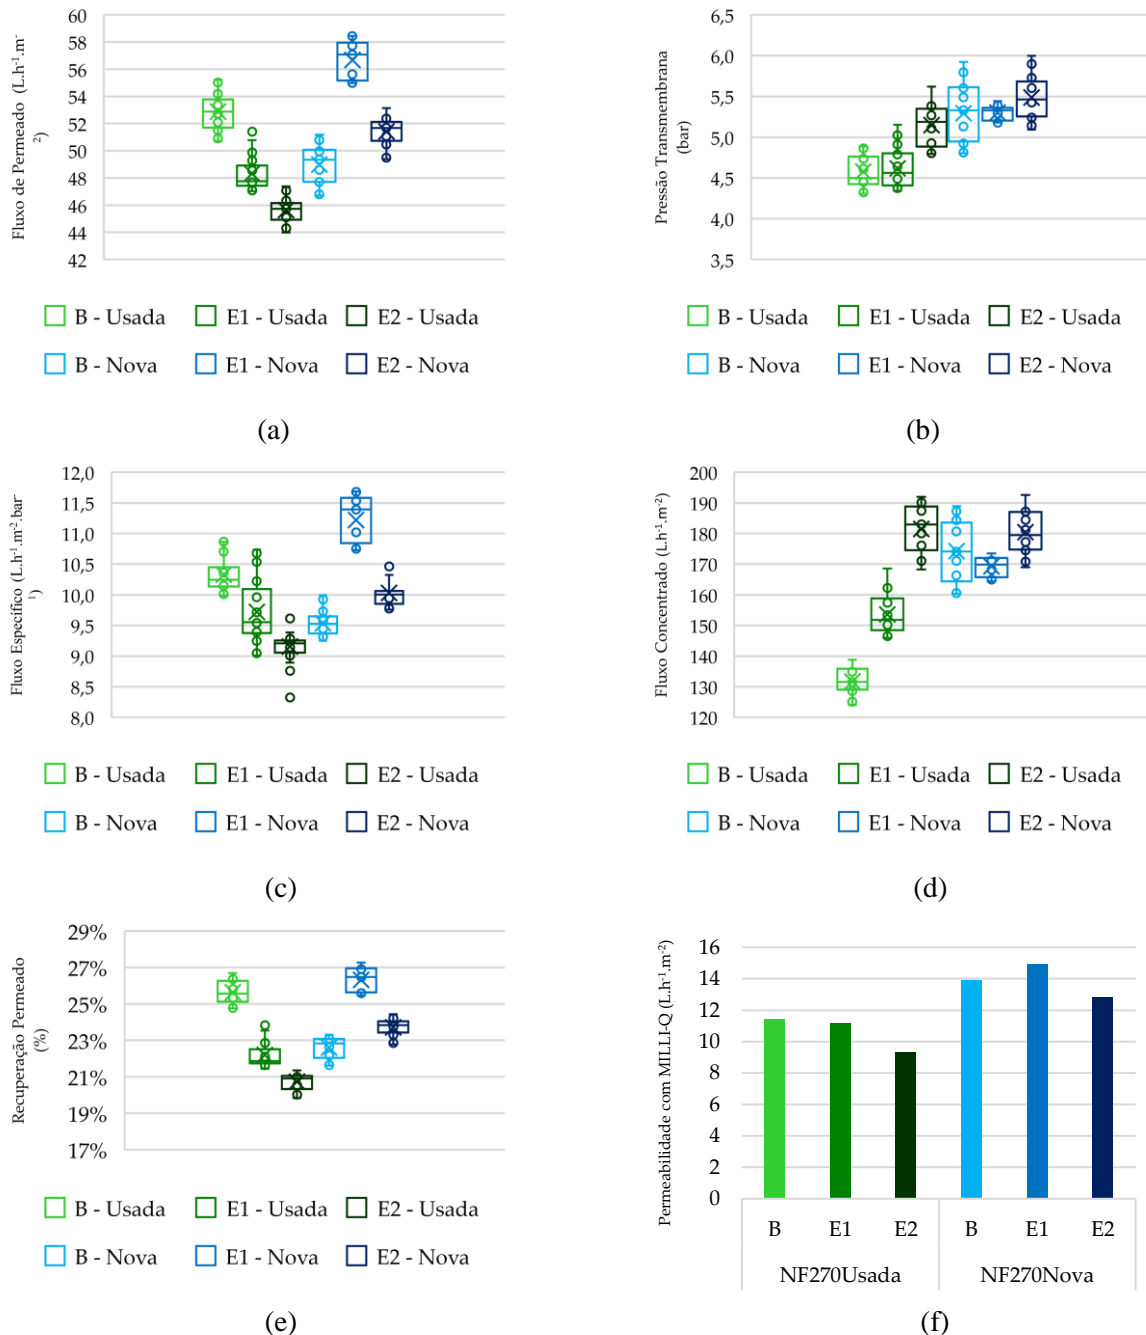 Fluxo de Permeado (L.h-1.m-
2)
60
58
56
54
52
50
48
46
44
42
B - Usada E1 - Usada E2 - Usada
B - Nova E1 - Nova E2 - Nova
(a)
Pressão Transmembrana
(bar)
6,5
6,0
5,5
5,0
4,5
4,0
3,5
B - Usada E1 - Usada E2 - Usada
B - Nova E1 - Nova E2 - Nova
(b)
Fluxo Específico (L.h-1.m-2.bar-
1)
12,0
11,5
11,0
10,5
10,0
9,5
9,0
8,5
8,0
B - Usada E1 - Usada E2 - Usada
B - Nova E1 - Nova E2 - Nova
(c)
Fluxo Concentrado (L.h-1.m-2)
200
190
180
170
160
150
140
130
120
B - Usada E1 - Usada E2 - Usada
B - Nova E1 - Nova E2 - Nova
(d)
Recuperação Permeado
(%)
29%
27%
25%
23%
21%
19%
17%
B - Usada E1 - Usada E2 - Usada
B - Nova E1 - Nova E2 - Nova
(e)
Permeabilidade com MILLI-Q (L.h-1.m-2)
16
14
12
10
8
6
4
2
0
B E1 E2 B E1 E2
NF270Usada NF270Nova
(f)